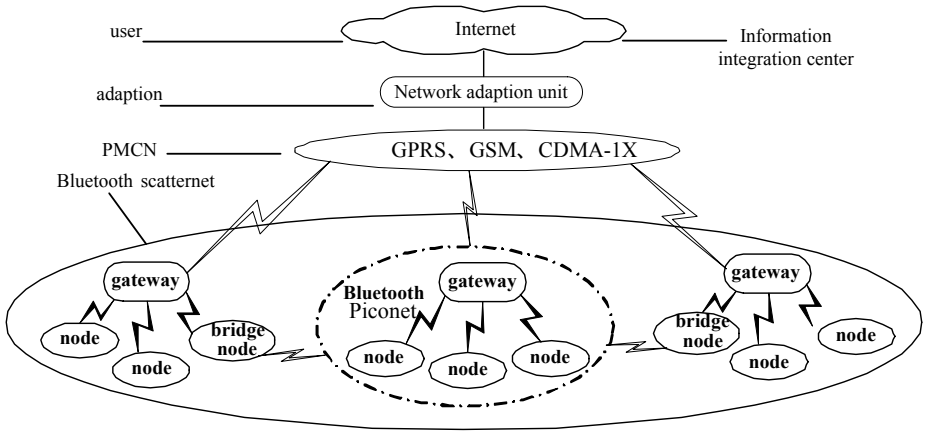 user
Internet
Information
integration center
adaption
Network adaption unit
PMCN
GPRS、GSM、CDMA-1X
Bluetooth scatternet
gateway
node
node
bridge
node
Bluetooth
Piconet
gateway
node
node
node
gateway
bridge
node
node
node